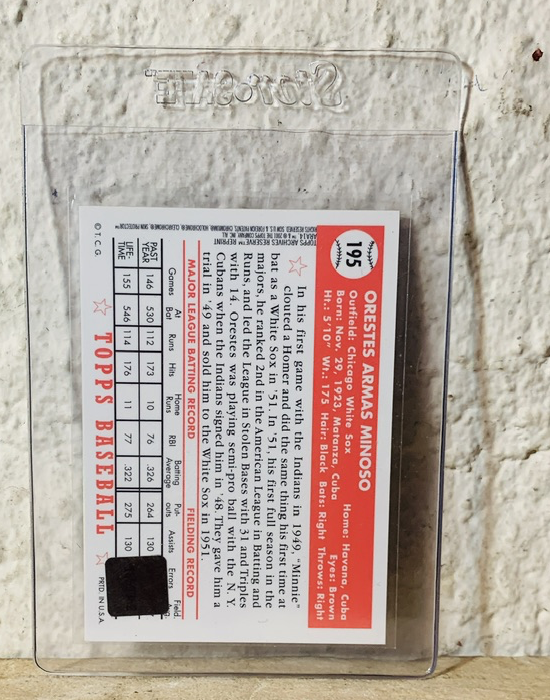 Stor•SAFE™
195
ORESTES ARMAS MINOSO
Outfield: Chicago White Sox Home: Havana, Cuba
Born: Nov. 29, 1923, Matanza, Cuba Eyes: Brown
Ht.: 5'10" Wt.: 175 Hair: Black Bats: Right Throws: Right
In his first game with the Indians in 1949, "Minnie"
clouted a Homer and did the same thing his first time at
bat as a White Sox in '51. In '51, his first full season in the
majors, he ranked 2nd in the American League in Batting and
Runs, and led the League in Stolen Bases with 31 and Triples
with 14. Orestes was playing semi-pro ball with the N. Y.
Cubans when the Indians signed him in '48. They gave him a
trial in '49 and sold him to the White Sox in 1951.
MAJOR LEAGUE BATTING RECORD FIELDING RECORD
Games At Bat Runs Hits Home Runs RBI Batting Average Put-outs Assists Errors Field.
PAST YEAR 146 530 112 173 10 76 .326 264 130
LIFE-TIME 155 546 114 176 11 77 .322 275 130
TOPPS BASEBALL
© T. C. G. PRTD. IN U.S.A.
TOPPS ARCHIVES RESERVE™ REPRINT